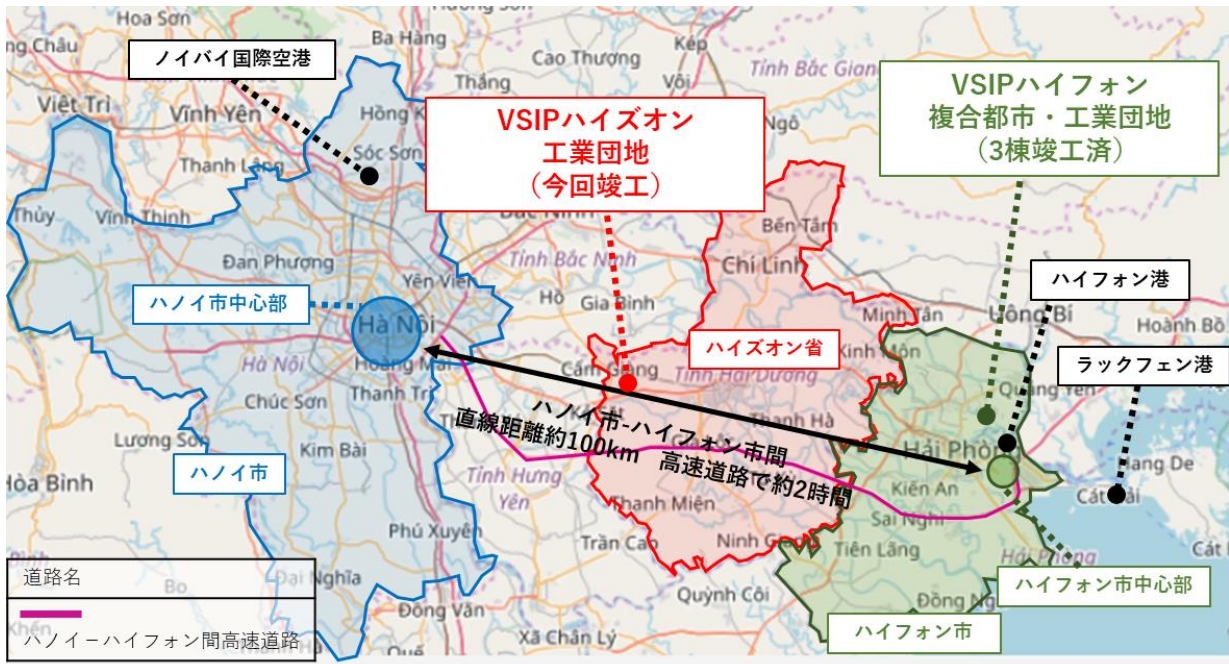 Hoa Sơn
Ba Hàng
Cao Thượng
Kép
Tỉnh Bắc Giang
Vôi
ノイバイ国際空港
Việt Trì
Vĩnh Yên
Thắng
Hồng
Sóc Sơn
Thanh Lãng
Ngô
VSIPハイズオン
工業団地
(今回竣工)
VSIPハイフォン
複合都市・工業団地
(3棟竣工済)
Thủy
Vĩnh Thịnh
Bến Tắm
Chí Linh
Đan Phượng
Yên Viên
Tỉnh Bắc Ninh
Hồ
Gia Bình
ハノイ市中心部
Hà Nội
Hoàng Mai
Hà Nội
Thanh Trì
Chúc Sơn
Lương Sơn
Kim Bài
Hòa Bình
ハノイ市
Phú Xuyên
Đại Nghĩa
Đồng Văn
Bo
ハイズオン省
Minh Tân
Kinh Môn
Cẩm Giàng
Tỉnh Hải Dương
Thanh Hà
ハイフォン港
Uông Bí
Hoành Bồ
ラックフェン港
Quảng Yên
Hải Phòng
ハノイ市-ハイフォン市間
直線距離約100km 高速道路で約2時間
Tỉnh Hưng
Yên
Thanh Miện
Ninh Giang
Trần Cao
Quỳnh Côi
Xã Chân Lý
Kiến An
Tiên Lãng
Hải Phòng
Cát Hải
ハイフォン市中心部
ハイフォン市
道路名
ハノイ－ハイフォン間高速道路